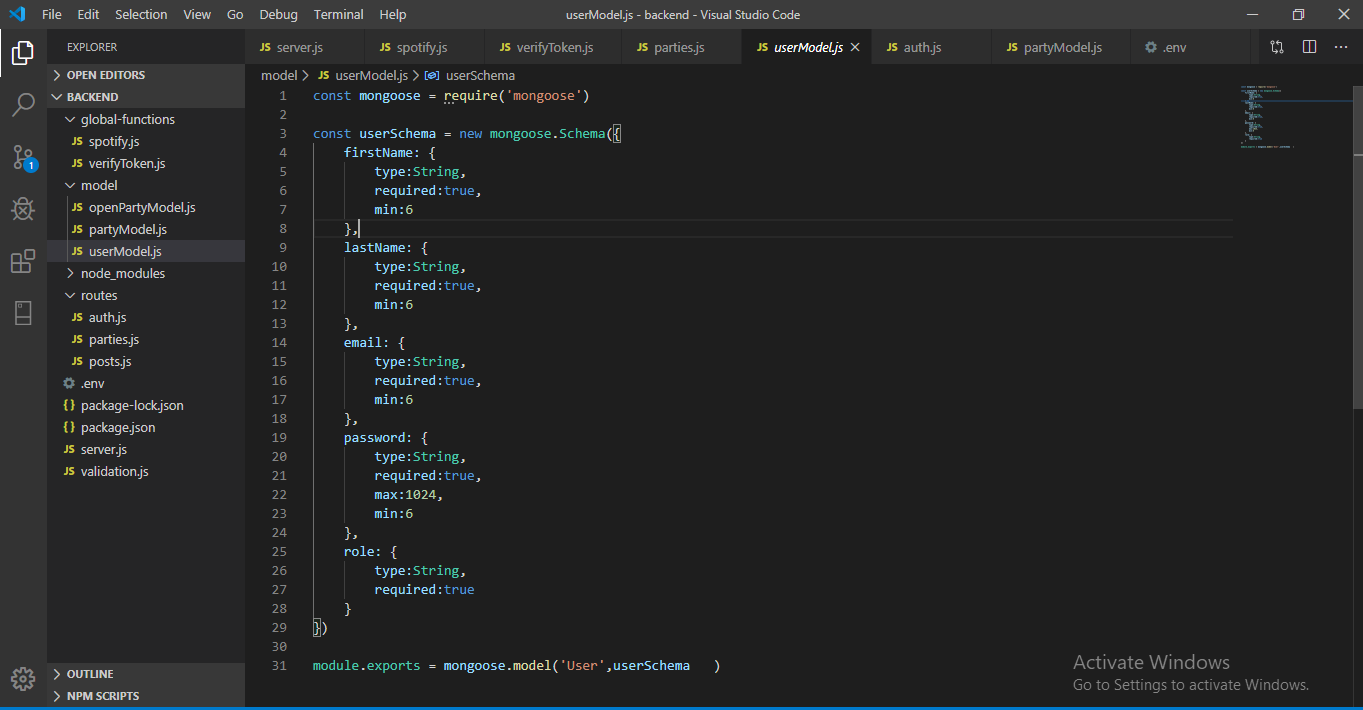 File Edit Selection View Go Debug Terminal Help userModel.js - backend - Visual Studio Code
EXPLORER
OPEN EDITORS
BACKEND
global-functions
JS spotify.js
JS verifyToken.js
model
JS openPartyModel.js
JS partyModel.js
JS userModel.js
node_modules
routes
JS auth.js
JS parties.js
JS posts.js
.env
{} package-lock.json
{} package.json
JS server.js
JS validation.js
OUTLINE
NPM SCRIPTS
1
JS server.js JS spotify.js JS verifyToken.js JS parties.js JS userModel.js JS auth.js JS partyModel.js .env
model > JS userModel.js > userSchema
1 const mongoose = require('mongoose')
2
3 const userSchema = new mongoose.Schema({
4 firstName: {
5 type:String,
6 required:true,
7 min:6
8 },
9 lastName: {
10 type:String,
11 required:true,
12 min:6
13 },
14 email: {
15 type:String,
16 required:true,
17 min:6
18 },
19 password: {
20 type:String,
21 required:true,
22 max:1024,
23 min:6
24 },
25 role: {
26 type:String,
27 required:true
28 }
29 })
30
31 module.exports = mongoose.model('User',userSchema   )
Activate Windows
Go to Settings to activate Windows.